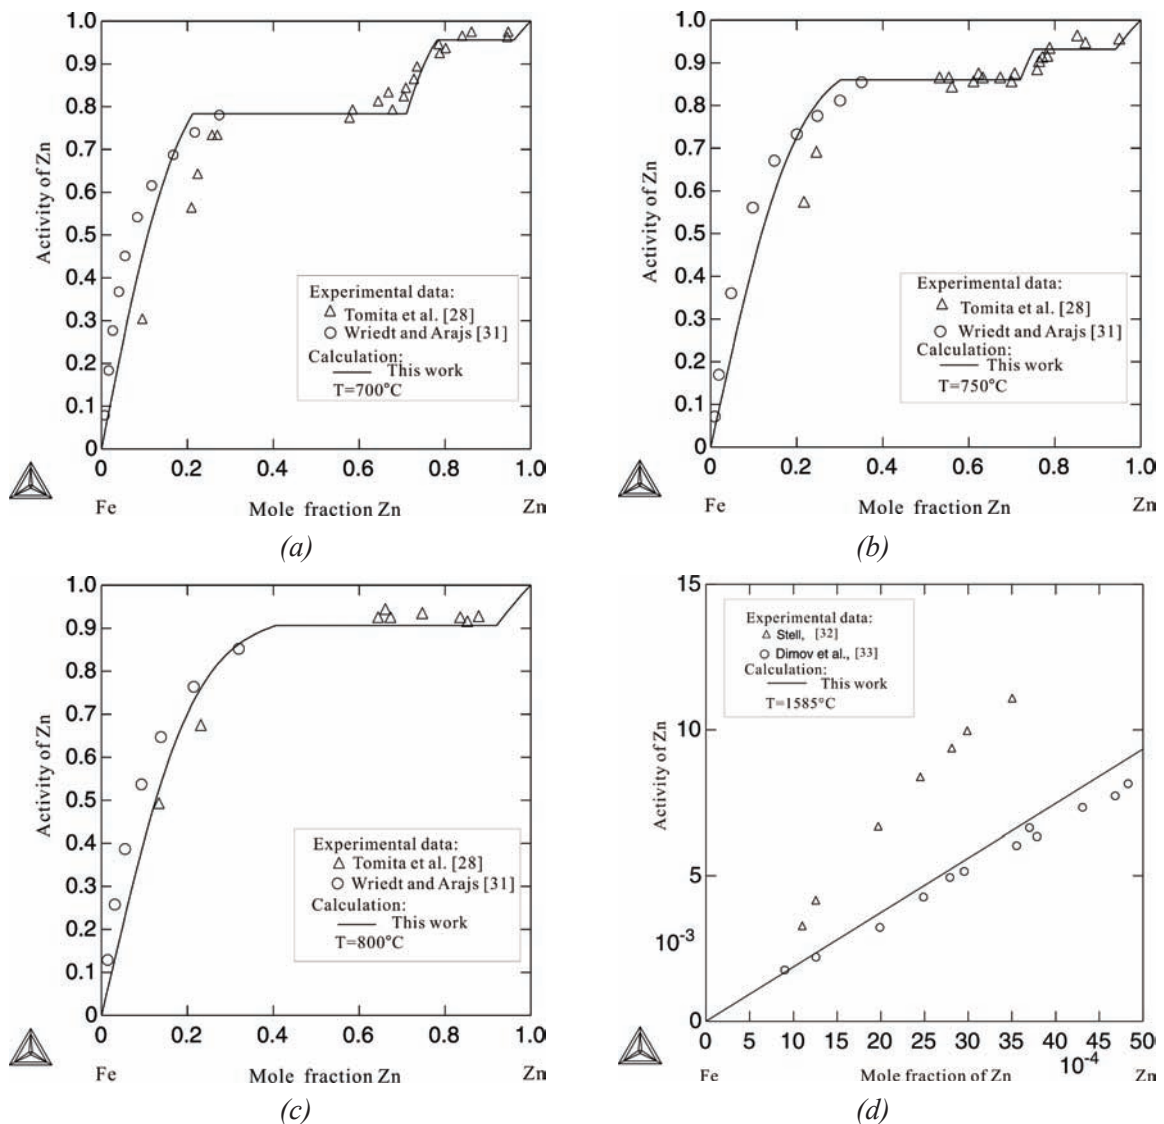 1.0
0.9
0.8
0.7
0.6
0.5
0.4
0.3
0.2
0.1
0
Activity of Zn
Experimental data:
△ Tomita et al. [28]
○ Wriedt and Arajs [31]
Calculation:
This work
T=700°C
0 0.2 0.4 0.6 0.8 1.0
Fe Mole fraction Zn Zn
(a)
1.0
0.9
0.8
0.7
0.6
0.5
0.4
0.3
0.2
0.1
0
Activity of Zn
Experimental data:
△ Tomita et al. [28]
○ Wriedt and Arajs [31]
Calculation:
This work
T=750°C
0 0.2 0.4 0.6 0.8 1.0
Fe Mole fraction Zn Zn
(b)
1.0
0.9
0.8
0.7
0.6
0.5
0.4
0.3
0.2
0.1
0
Activity of Zn
Experimental data:
△ Tomita et al. [28]
○ Wriedt and Arajs [31]
Calculation:
This work
T=800°C
0 0.2 0.4 0.6 0.8 1.0
Fe Mole fraction Zn Zn
(c)
15
10
5
10⁻³
0
Activity of Zn
Experimental data:
△ Stell, [32]
○ Dimov et al., [33]
Calculation:
This work
T=1585°C
0 5 10 15 20 25 30 35 40 45 50
10⁻⁴
Fe Mole fraction of Zn Zn
(d)